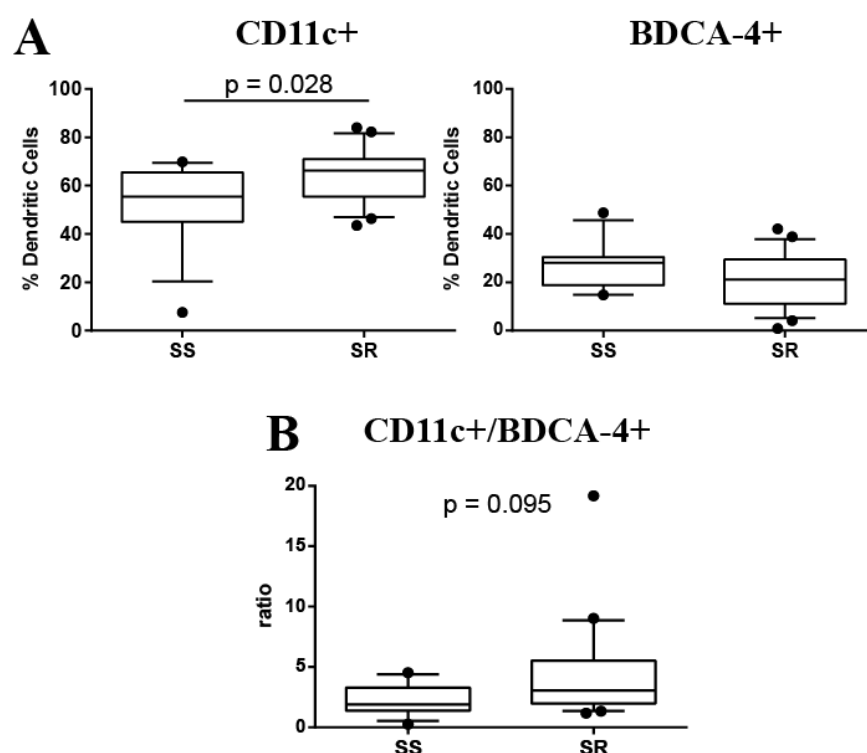 A
CD11c+
BDCA-4+
p = 0.028
% Dendritic Cells
100
80
60
40
20
0
SS
SR
% Dendritic Cells
100
80
60
40
20
0
SS
SR
B
CD11c+/BDCA-4+
p = 0.095
ratio
20
15
10
5
0
SS
SR